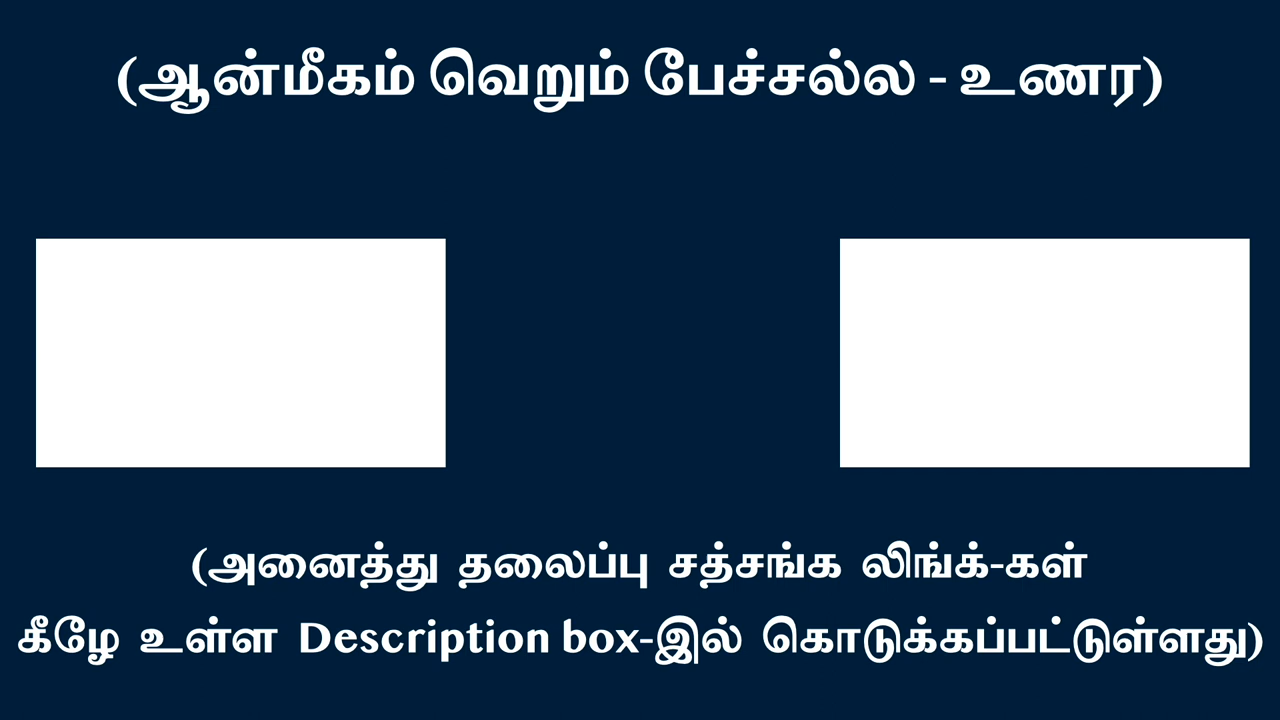 (ஆன்மீகம் வெறும் பேச்சல்ல - உணர)
(அனைத்து தலைப்பு சத்சங்க லிங்க்-கள்
கீழே உள்ள Description box-இல் கொடுக்கப்பட்டுள்ளது)